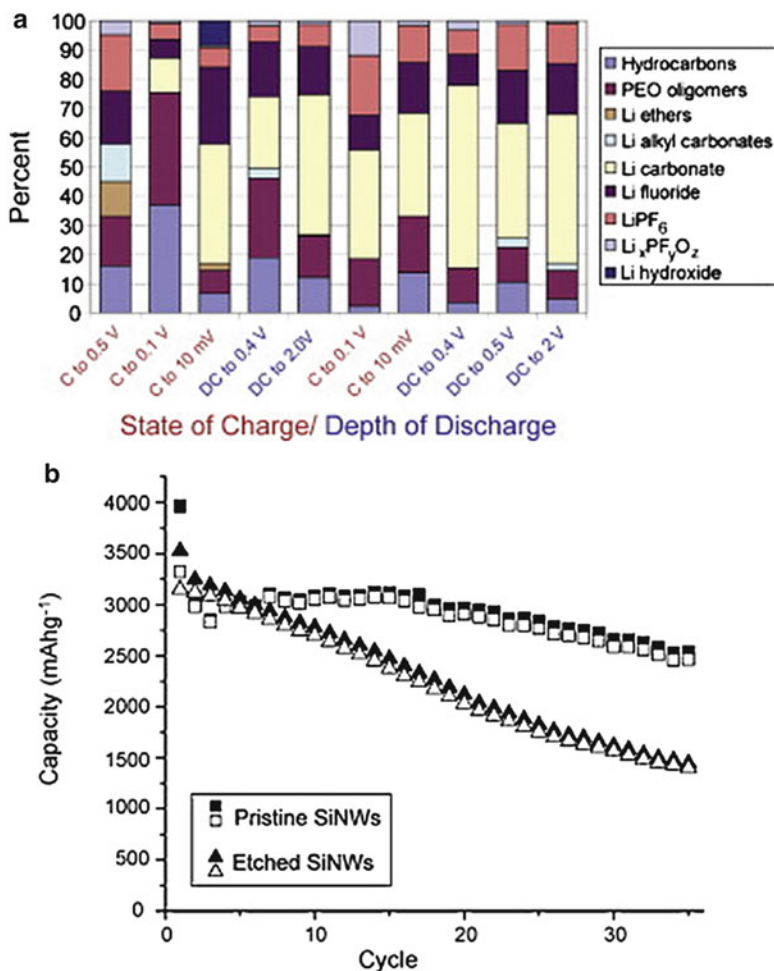 a
100
90
80
70
60
50
40
30
20
10
0
Percent
C to 0.5 V
C to 0.1 V
C to 10 mV
DC to 0.4 V
DC to 2.0V
C to 0.1 V
C to 10 mV
DC to 0.4 V
DC to 0.5 V
DC to 2 V
State of Charge/ Depth of Discharge
Hydrocarbons
PEO oligomers
Li ethers
Li alkyl carbonates
Li carbonate
Li fluoride
LiPF₆
LiₓPFᵧO_z
Li hydroxide
b
4000
3500
3000
2500
2000
1500
1000
500
0
Capacity (mAhg⁻¹)
Pristine SiNWs
Etched SiNWs
0 10 20 30
Cycle